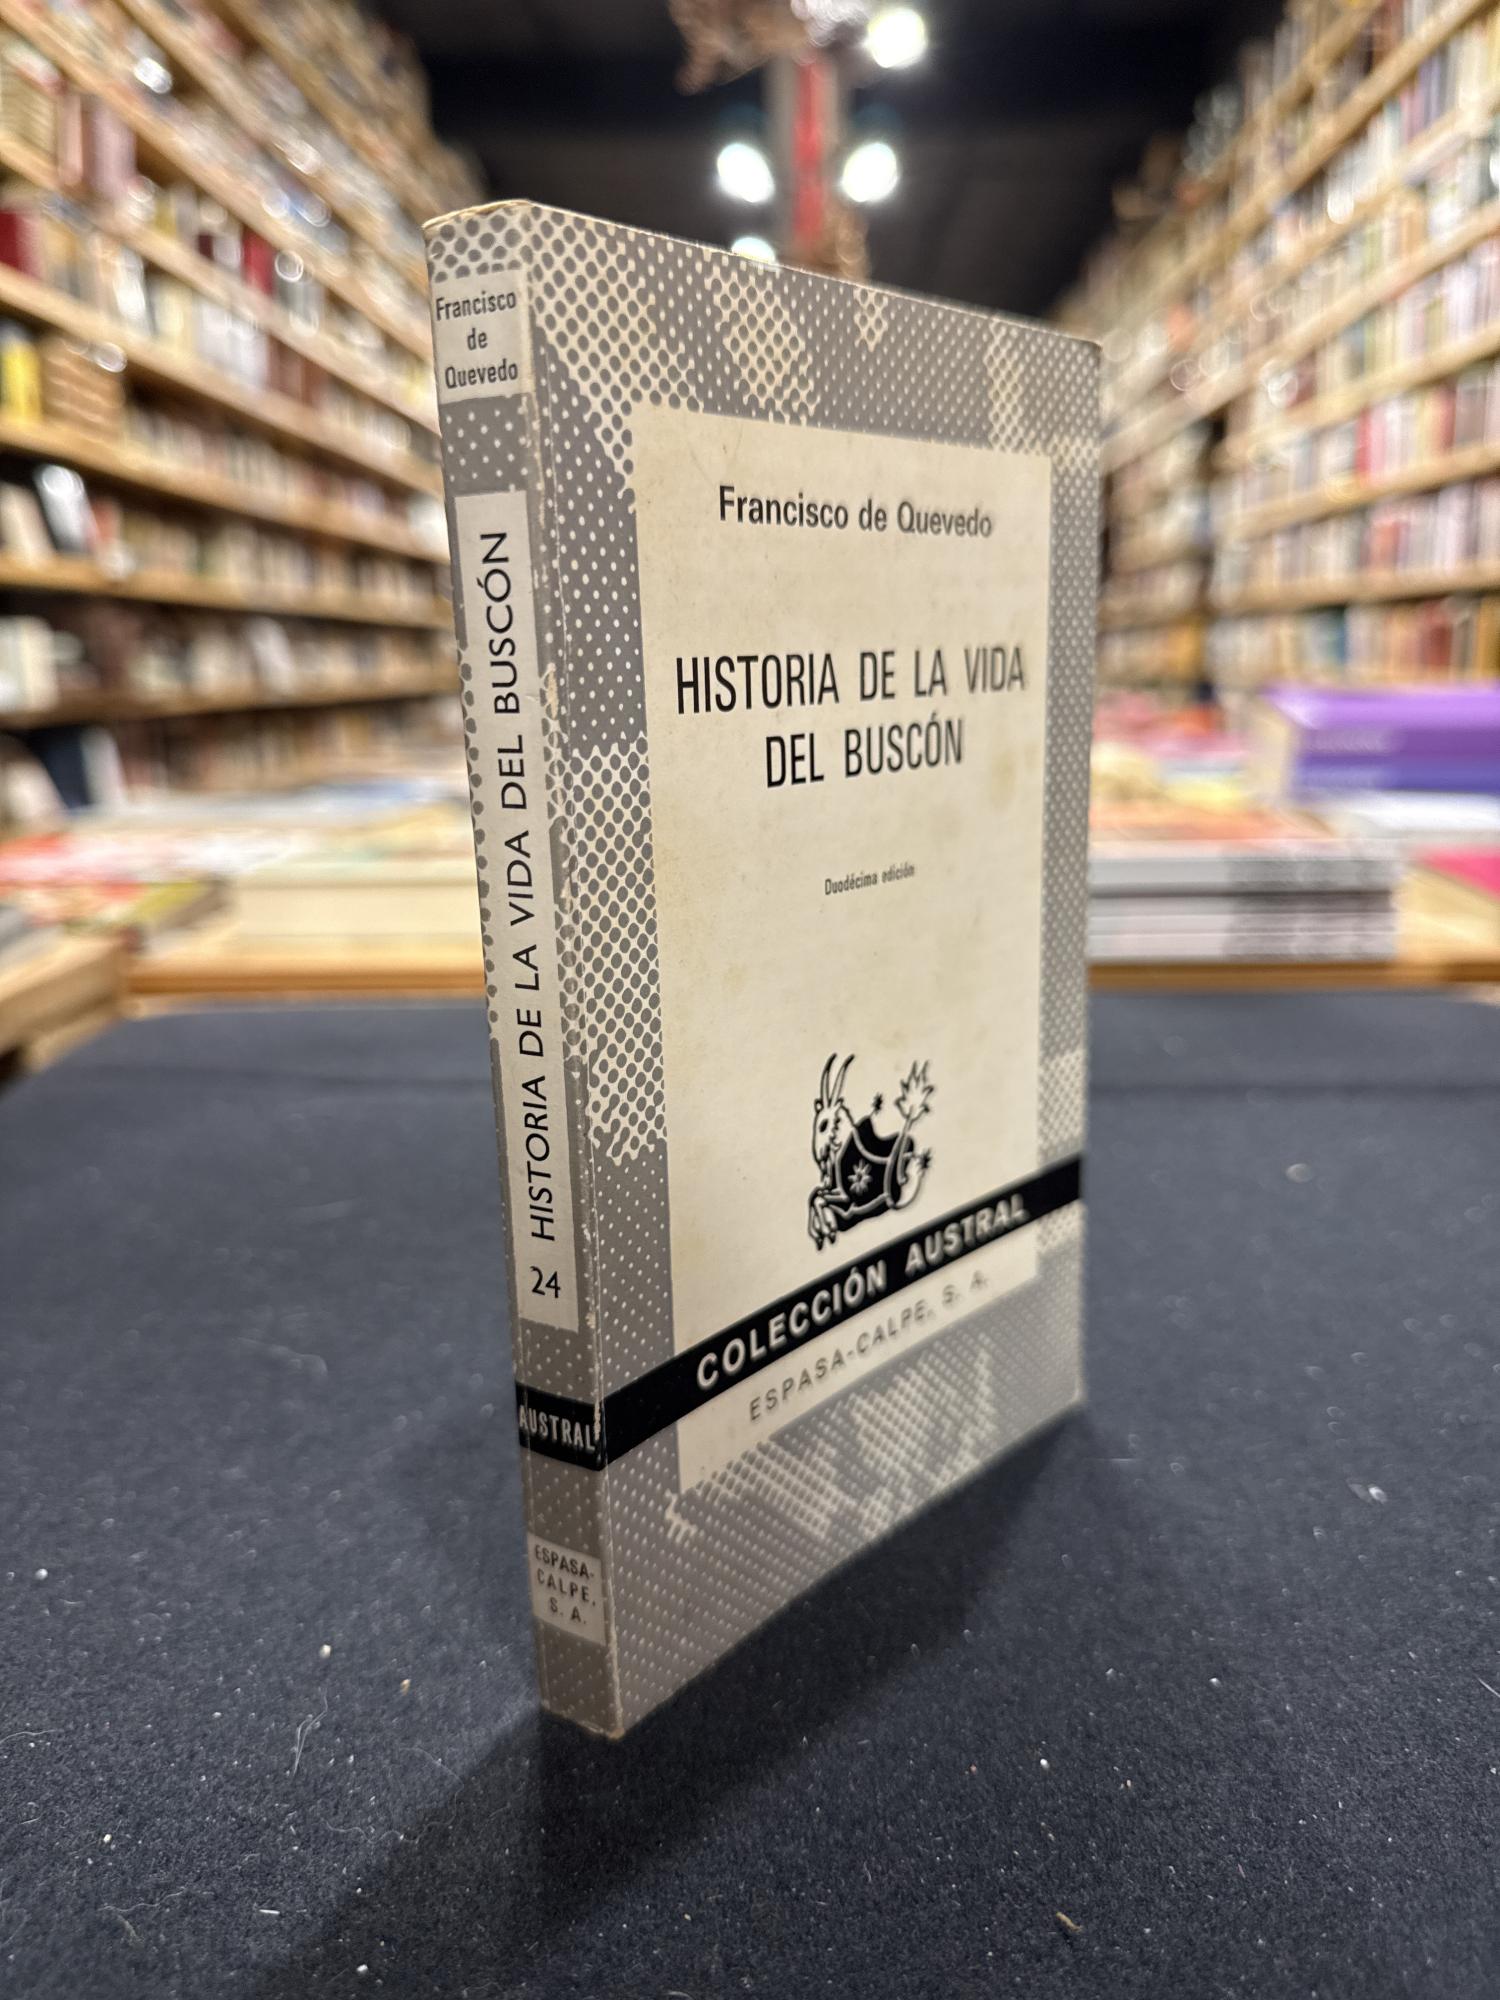 Francisco
de
Quevedo
HISTORIA DE LA VIDA DEL BUSCÓN
24
AUSTRAL
ESPASA-
CALPE,
S. A.
Francisco de Quevedo
HISTORIA DE LA VIDA
DEL BUSCÓN
Duodécima edición
COLECCIÓN AUSTRAL
ESPASA-CALPE, S. A.